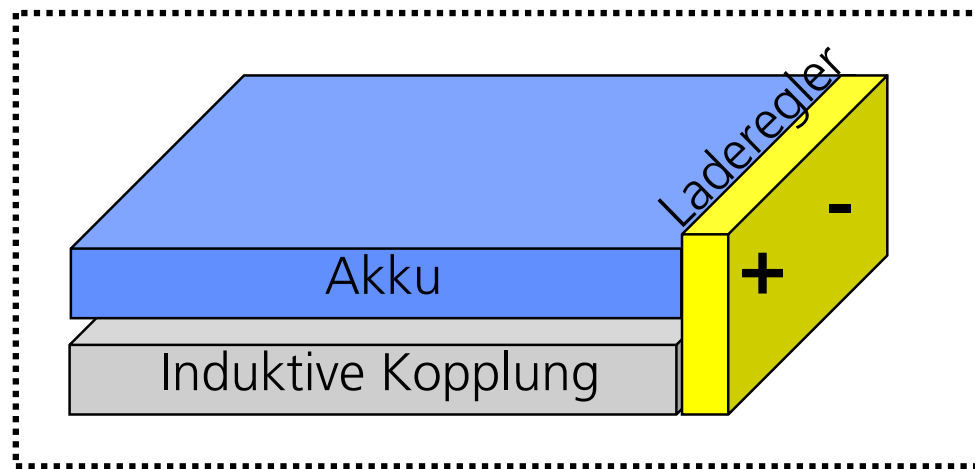 Laderegler
-
+
Akku
Induktive Kopplung